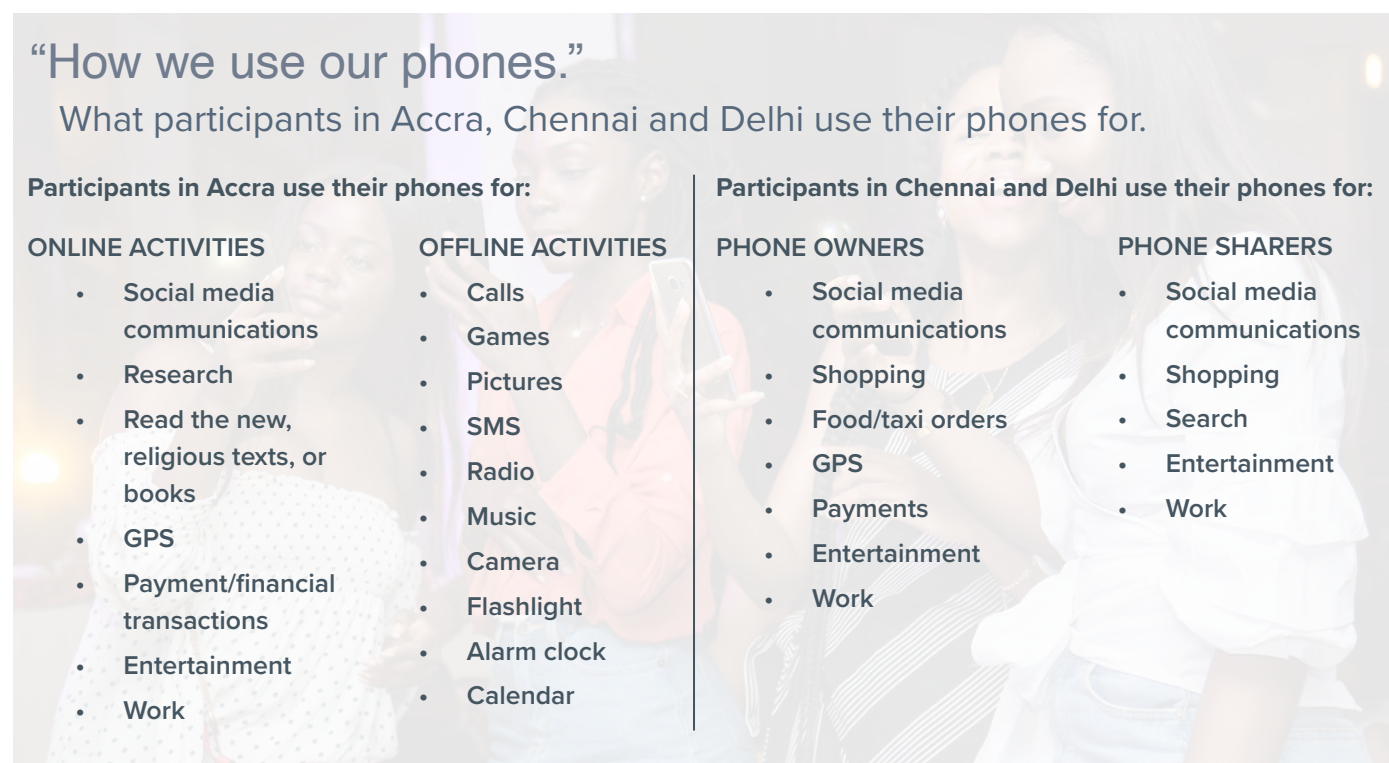 “How we use our phones.”
What participants in Accra, Chennai and Delhi use their phones for.
Participants in Accra use their phones for:
ONLINE ACTIVITIES
• Social media
communications
• Research
• Read the new,
religious texts, or
books
• GPS
• Payment/financial
transactions
• Entertainment
• Work
OFFLINE ACTIVITIES
• Calls
• Games
• Pictures
• SMS
• Radio
• Music
• Camera
• Flashlight
• Alarm clock
• Calendar
Participants in Chennai and Delhi use their phones for:
PHONE OWNERS
• Social media
communications
• Shopping
• Food/taxi orders
• GPS
• Payments
• Entertainment
• Work
PHONE SHARERS
• Social media
communications
• Shopping
• Search
• Entertainment
• Work